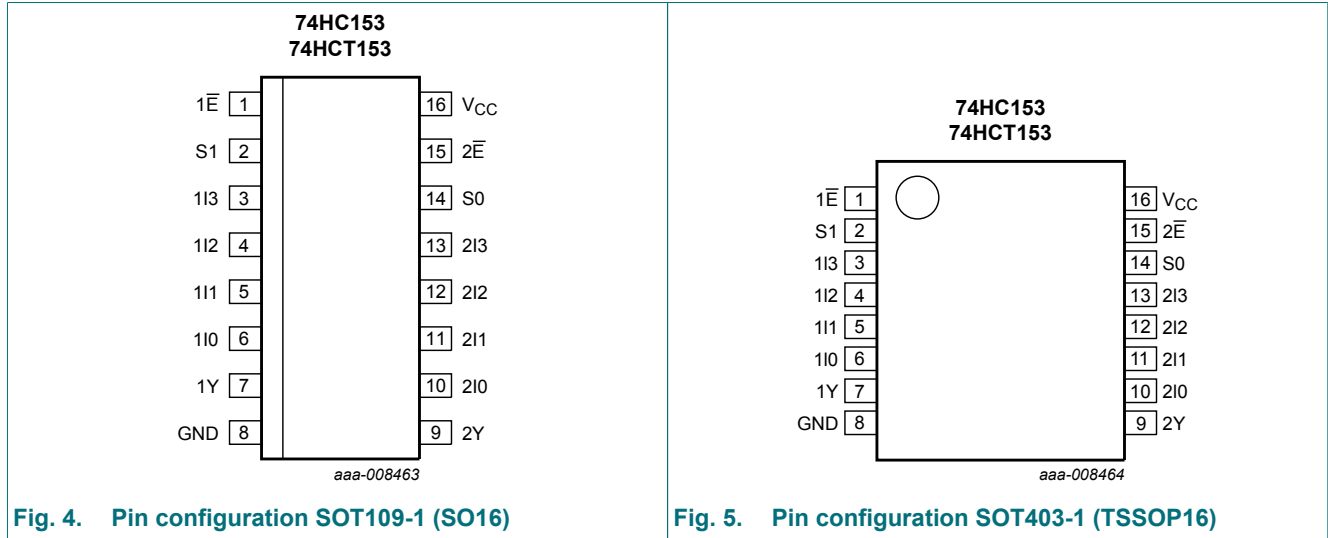 74HC153
74HCT153
1E̅ 1 16 VCC
S1 2 15 2E̅
1I3 3 14 S0
1I2 4 13 2I3
1I1 5 12 2I2
1I0 6 11 2I1
1Y 7 10 2I0
GND 8 9 2Y
aaa-008463
Fig. 4. Pin configuration SOT109-1 (SO16)
74HC153
74HCT153
1E̅ 1 16 VCC
S1 2 15 2E̅
1I3 3 14 S0
1I2 4 13 2I3
1I1 5 12 2I2
1I0 6 11 2I1
1Y 7 10 2I0
GND 8 9 2Y
aaa-008464
Fig. 5. Pin configuration SOT403-1 (TSSOP16)